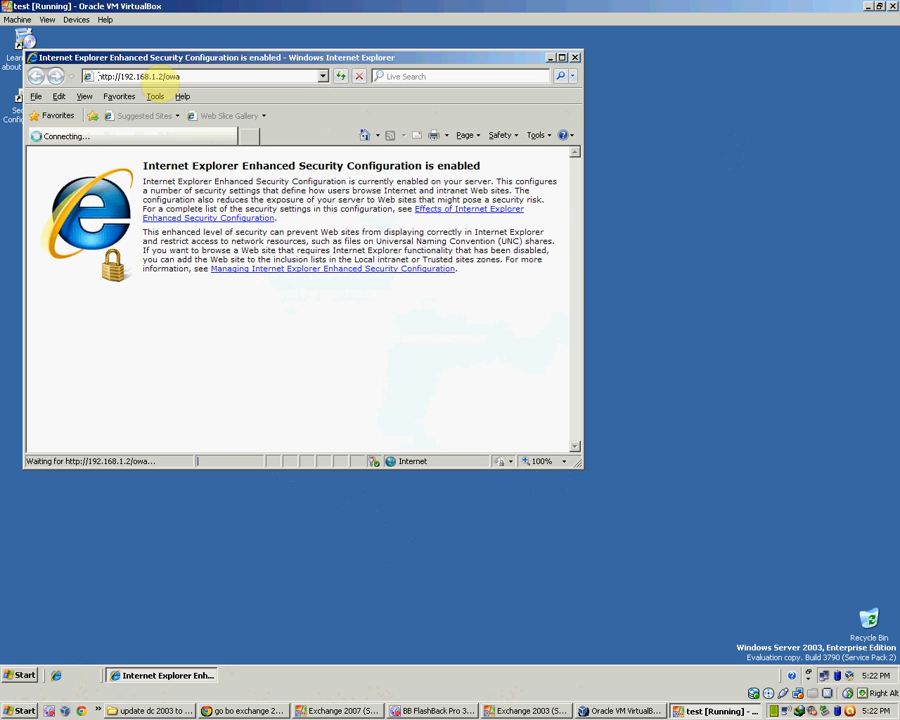 test [Running] - Oracle VM VirtualBox
Machine View Devices Help
Lear
about
Sec
Config
Internet Explorer Enhanced Security Configuration is enabled - Windows Internet Explorer
http://192.168.1.2/owa
Live Search
File Edit View Favorites Tools Help
Favorites Suggested Sites Web Slice Gallery
Connecting... Page Safety Tools
Internet Explorer Enhanced Security Configuration is enabled
Internet Explorer Enhanced Security Configuration is currently enabled on your server. This configures
a number of security settings that define how users browse Internet and intranet Web sites. The
configuration also reduces the exposure of your server to Web sites that might pose a security risk.
For a complete list of the security settings in this configuration, see Effects of Internet Explorer
Enhanced Security Configuration.
This enhanced level of security can prevent Web sites from displaying correctly in Internet Explorer
and restrict access to network resources, such as files on Universal Naming Convention (UNC) shares.
If you want to browse a Web site that requires Internet Explorer functionality that has been disabled,
you can add the Web site to the inclusion lists in the Local intranet or Trusted sites zones. For more
information, see Managing Internet Explorer Enhanced Security Configuration.
Waiting for http://192.168.1.2/owa... Internet 100%
Recycle Bin
Windows Server 2003, Enterprise Edition
Evaluation copy. Build 3790 (Service Pack 2)
Start Internet Explorer Enh... 5:22 PM
Right Alt
Start update dc 2003 to ... go bo exchange 2... Exchange 2007 (S... BB FlashBack Pro 3... Exchange 2003 (S... Oracle VM VirtualB... test [Running] - ... 5:22 PM